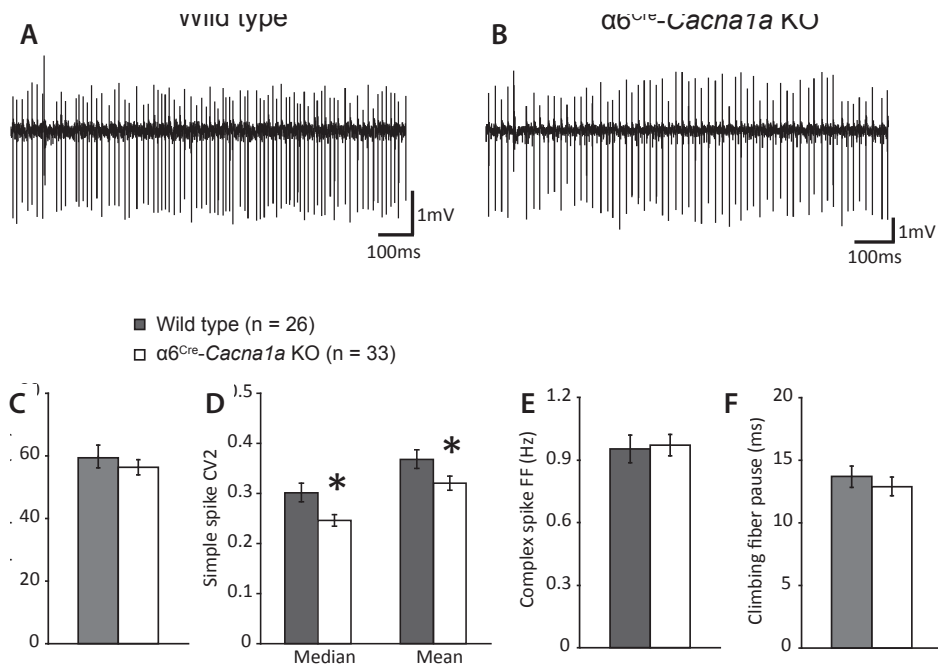 Wild type
α6Cre-Cacna1a KO
A
B
1mV
100ms
1mV
100ms
Wild type (n = 26)
α6Cre-Cacna1a KO (n = 33)
C
60
0
D
Simple spike CV2
0.5
0.4
0.3
0.2
0.1
0
*
*
Median
Mean
E
Complex spike FF (Hz)
1.2
0.9
0.6
0.3
0
F
Climbing fiber pause (ms)
20
15
10
5
0